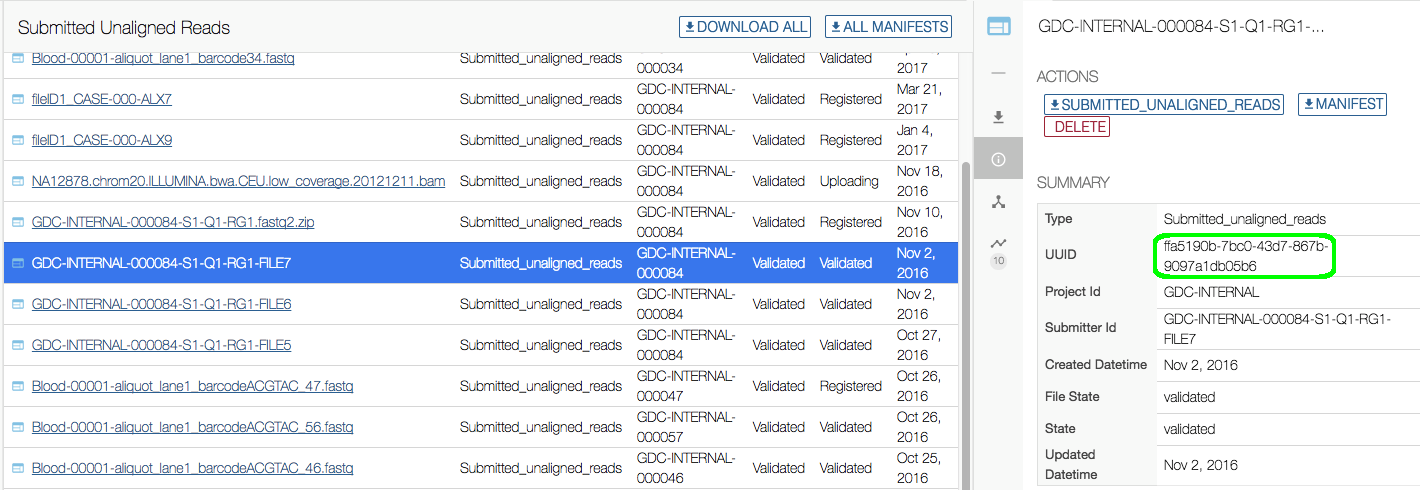 Submitted Unaligned Reads
DOWNLOAD ALL
ALL MANIFESTS
Blood-00001-aliquot_lane1_barcode34.fastq Submitted_unaligned_reads 000034 Validated Validated 2017
fileID1_CASE-000-ALX7 Submitted_unaligned_reads GDC-INTERNAL-000084 Validated Registered Mar 21, 2017
fileID1_CASE-000-ALX9 Submitted_unaligned_reads GDC-INTERNAL-000084 Validated Registered Jan 4, 2017
NA12878.chrom20.ILLUMINA.bwa.CEU.low_coverage.20121211.bam Submitted_unaligned_reads GDC-INTERNAL-000084 Validated Uploading Nov 18, 2016
GDC-INTERNAL-000084-S1-Q1-RG1.fastq2.zip Submitted_unaligned_reads GDC-INTERNAL-000084 Validated Registered Nov 10, 2016
GDC-INTERNAL-000084-S1-Q1-RG1-FILE7 Submitted_unaligned_reads GDC-INTERNAL-000084 Validated Validated Nov 2, 2016
GDC-INTERNAL-000084-S1-Q1-RG1-FILE6 Submitted_unaligned_reads GDC-INTERNAL-000084 Validated Validated Nov 2, 2016
GDC-INTERNAL-000084-S1-Q1-RG1-FILE5 Submitted_unaligned_reads GDC-INTERNAL-000084 Validated Validated Oct 27, 2016
Blood-00001-aliquot_lane1_barcodeACGTAC_47.fastq Submitted_unaligned_reads GDC-INTERNAL-000047 Validated Registered Oct 26, 2016
Blood-00001-aliquot_lane1_barcodeACGTAC_56.fastq Submitted_unaligned_reads GDC-INTERNAL-000057 Validated Validated Oct 26, 2016
Blood-00001-aliquot_lane1_barcodeACGTAC_46.fastq Submitted_unaligned_reads GDC-INTERNAL-000046 Validated Validated Oct 25, 2016
10
GDC-INTERNAL-000084-S1-Q1-RG1-...
ACTIONS
SUBMITTED_UNALIGNED_READS
MANIFEST
DELETE
SUMMARY
Type Submitted_unaligned_reads
UUID ffa5190b-7bc0-43d7-867b-9097a1db05b6
Project Id GDC-INTERNAL
Submitter Id GDC-INTERNAL-000084-S1-Q1-RG1-FILE7
Created Datetime Nov 2, 2016
File State validated
State validated
Updated Datetime Nov 2, 2016